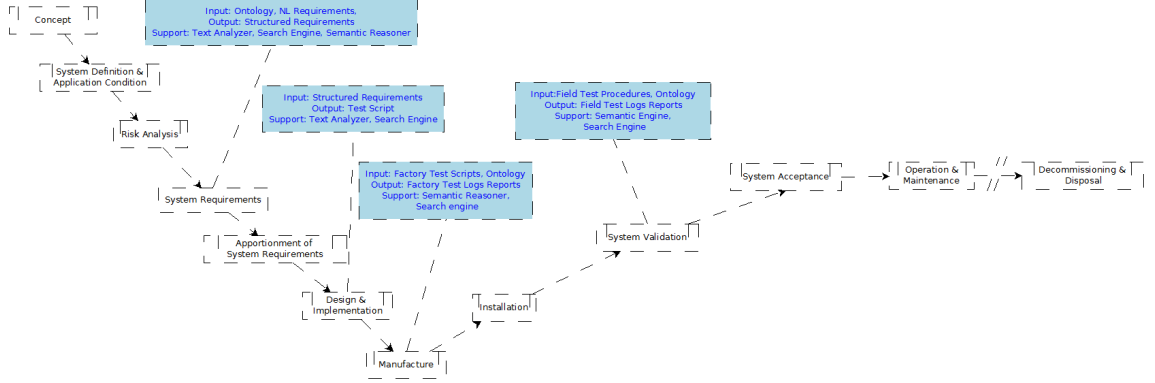 Concept
Input: Ontology, NL Requirements,
Output: Structured Requirements
Support: Text Analyzer, Search Engine, Semantic Reasoner
System Definition &
Application Condition
Input: Structured Requirements
Output: Test Script
Support: Text Analyzer, Search Engine
Input:Field Test Procedures, Ontology
Output: Field Test Logs Reports
Support: Semantic Engine,
Search Engine
Risk Analysis
Input: Factory Test Scripts, Ontology
Output: Factory Test Logs Reports
Support: Semantic Reasoner,
Search engine
System Requirements
System Acceptance
Operation &
Maintenance
//
//
Decommissioning &
Disposal
Apportionment of
System Requirements
System Validation
Design &
Implementation
Installation
Manufacture